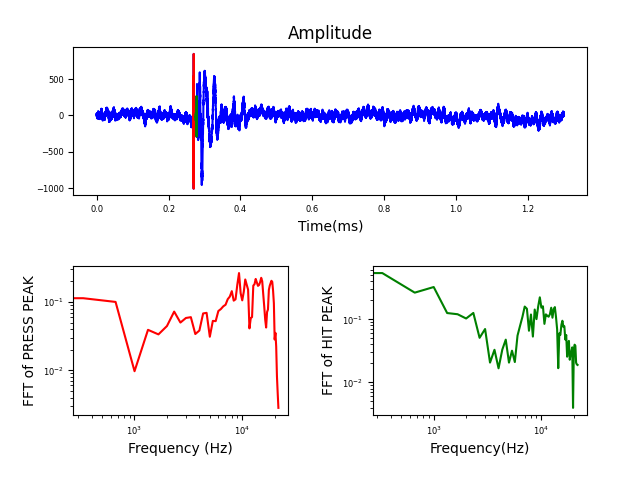 Amplitude
500
0
−500
−1000
0.0 0.2 0.4 0.6 0.8 1.0 1.2
Time(ms)
FFT of PRESS PEAK
10⁻¹
10⁻²
10³ 10⁴
Frequency (Hz)
FFT of HIT PEAK
10⁻¹
10⁻²
10³ 10⁴
Frequency(Hz)